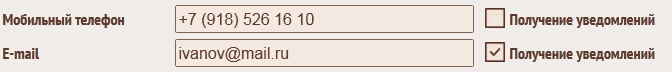 Мобильный телефон +7 (918) 526 16 10 Получение уведомлений
E-mail ivanov@mail.ru Получение уведомлений